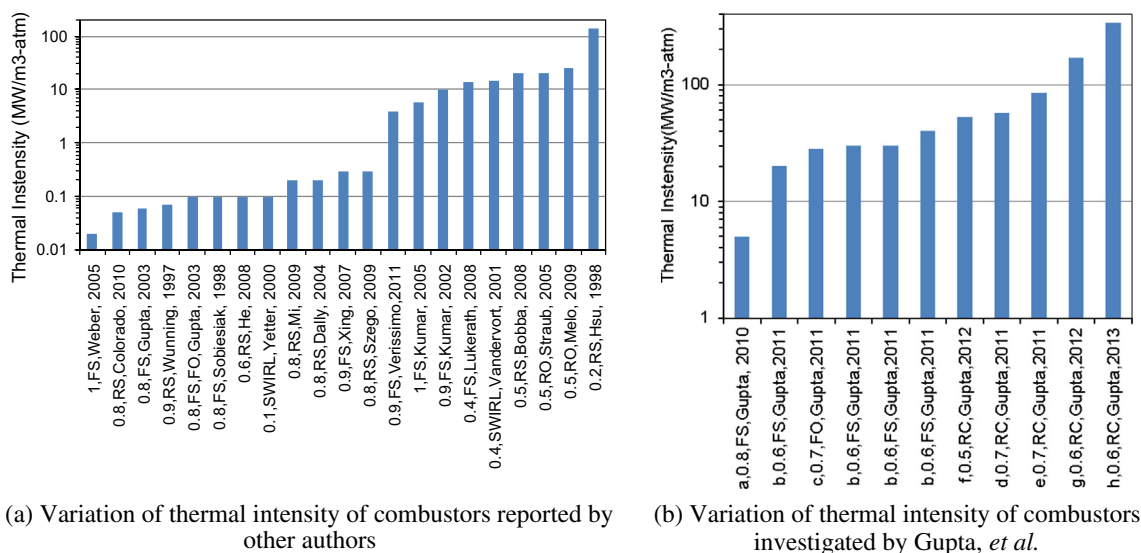 Thermal Instensity (MW/m3-atm)
100
10
1
0.1
0.01
1,FS,Weber, 2005
0.8,RS,Colorado, 2010
0.8,FS,Gupta, 2003
0.9,RS,Wunning, 1997
0.8,FS,FO,Gupta, 2003
0.8,FS,Sobiesiak, 1998
0.6,RS,He, 2008
0.1,SWIRL,Yetter, 2000
0.8,RS,Mi, 2009
0.8,RS,Dally, 2004
0.9,FS,Xing, 2007
0.8,RS,Szego, 2009
0.9,FS,Verissimo,2011
1,FS,Kumar, 2005
0.9,FS,Kumar, 2002
0.4,FS,Lukerath, 2008
0.4,SWIRL,Vandervort, 2001
0.5,RS,Bobba, 2008
0.5,RO,Straub, 2005
0.5,RO,Melo, 2009
0.2,RS,Hsu, 1998
(a) Variation of thermal intensity of combustors reported by
other authors
Thermal Instensity(MW/m3-atm)
100
10
1
a,0.8,FS,Gupta, 2010
b,0.6,FS,Gupta,2011
c,0.7,FO,Gupta,2011
b,0.6,FS,Gupta,2011
b,0.6,FS,Gupta,2011
b,0.6,FS,Gupta,2011
f,0.5,RC,Gupta,2012
d,0.7,RC,Gupta,2011
e,0.7,RC,Gupta,2011
g,0.6,RC,Gupta,2012
h,0.6,RC,Gupta,2013
(b) Variation of thermal intensity of combustors
investigated by Gupta, et al.